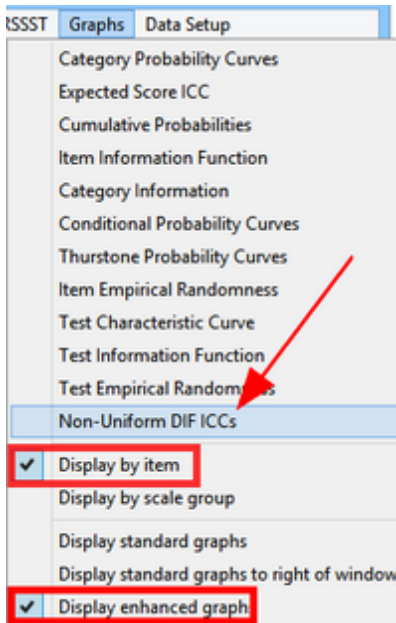 RSSST Graphs Data Setup
Category Probability Curves
Expected Score ICC
Cumulative Probabilities
Item Information Function
Category Information
Conditional Probability Curves
Thurstone Probability Curves
Item Empirical Randomness
Test Characteristic Curve
Test Information Function
Test Empirical Randomness
Non-Uniform DIF ICCs
Display by item
Display by scale group
Display standard graphs
Display standard graphs to right of window
Display enhanced graphs